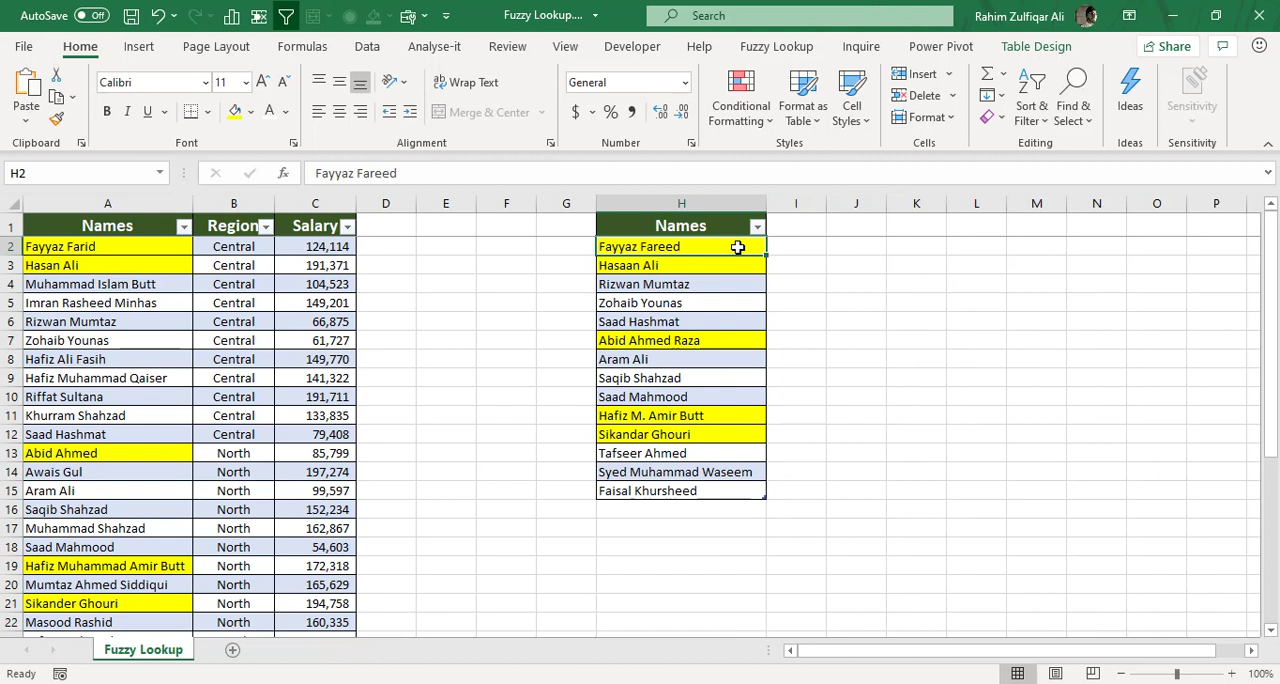 AutoSave Off Fuzzy Lookup.... Search Rahim Zulfiqar Ali
File Home Insert Page Layout Formulas Data Analyse-it Review View Developer Help Fuzzy Lookup Inquire Power Pivot Table Design Share
Paste Calibri 11 A A Wrap Text General Conditional Formatting Format as Table Cell Styles Insert Delete Format Sort & Filter Find & Select Ideas Sensitivity
B I U A Merge & Center $ % ,
Clipboard Font Alignment Number Styles Cells Editing Ideas Sensitivity
H2 fx Fayyaz Fareed
A B C D E F G H I J K L M N O P
1 Names Region Salary Names
2 Fayyaz Farid Central 124,114 Fayyaz Fareed
3 Hasan Ali Central 191,371 Hasaan Ali
4 Muhammad Islam Butt Central 104,523 Rizwan Mumtaz
5 Imran Rasheed Minhas Central 149,201 Zohaib Younas
6 Rizwan Mumtaz Central 66,875 Saad Hashmat
7 Zohaib Younas Central 61,727 Abid Ahmed Raza
8 Hafiz Ali Fasih Central 149,770 Aram Ali
9 Hafiz Muhammad Qaiser Central 141,322 Saqib Shahzad
10 Riffat Sultana Central 191,711 Saad Mahmood
11 Khurram Shahzad Central 133,835 Hafiz M. Amir Butt
12 Saad Hashmat Central 79,408 Sikandar Ghouri
13 Abid Ahmed North 85,799 Tafseer Ahmed
14 Awais Gul North 197,274 Syed Muhammad Waseem
15 Aram Ali North 99,597 Faisal Khursheed
16 Saqib Shahzad North 152,234
17 Muhammad Shahzad North 162,867
18 Saad Mahmood North 54,603
19 Hafiz Muhammad Amir Butt North 172,318
20 Mumtaz Ahmed Siddiqui North 165,629
21 Sikander Ghouri North 194,758
22 Masood Rashid North 160,335
Fuzzy Lookup
Ready 100%